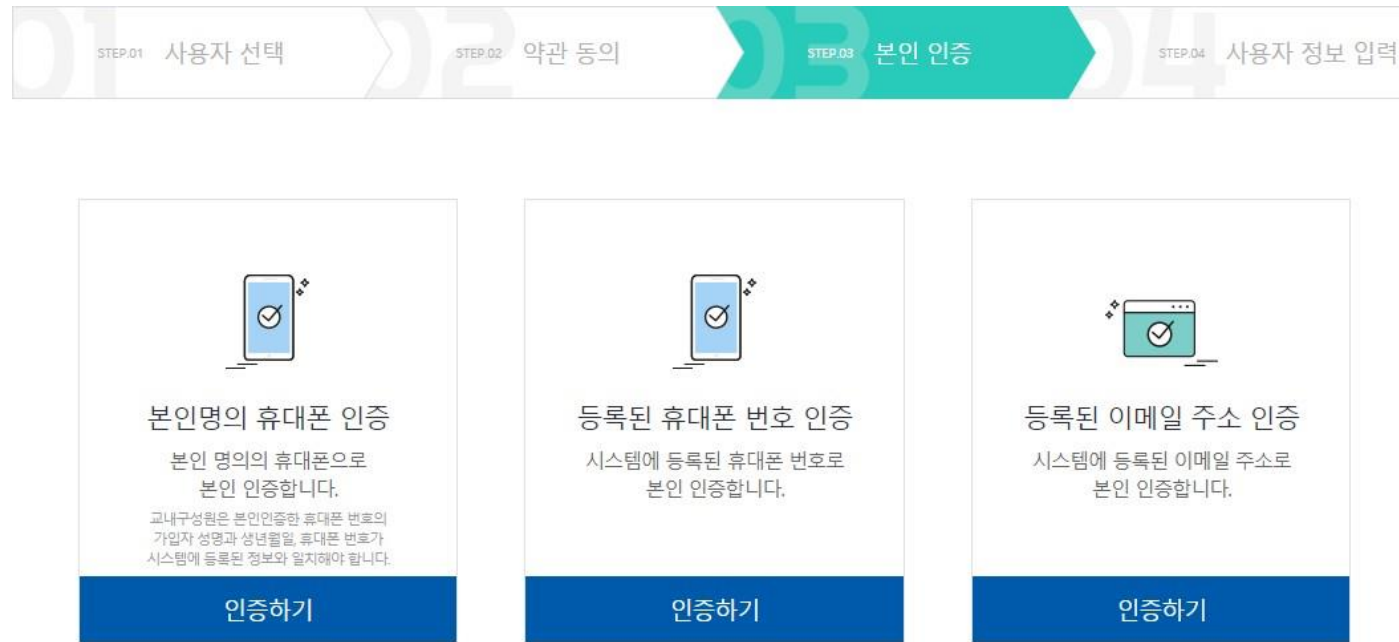 01 STEP.01 사용자 선택
02 STEP.02 약관 동의
03 STEP.03 본인 인증
04 STEP.04 사용자 정보 입력
본인명의 휴대폰 인증
본인 명의의 휴대폰으로
본인 인증합니다.
교내구성원은 본인인증한 휴대폰 번호의
가입자 성명과 생년월일, 휴대폰 번호가
시스템에 등록된 정보와 일치해야 합니다.
인증하기
등록된 휴대폰 번호 인증
시스템에 등록된 휴대폰 번호로
본인 인증합니다.
인증하기
등록된 이메일 주소 인증
시스템에 등록된 이메일 주소로
본인 인증합니다.
인증하기